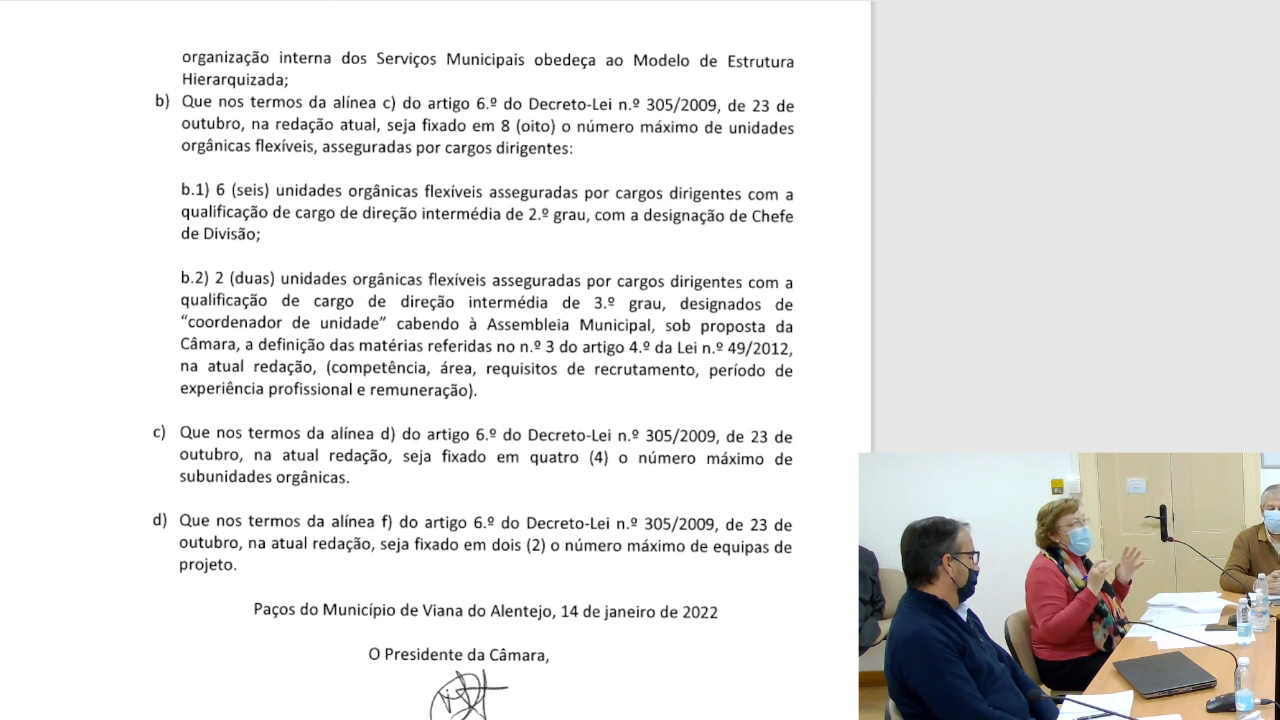 organização interna dos Serviços Municipais obedeça ao Modelo de Estrutura
Hierarquizada;
b) Que nos termos da alínea c) do artigo 6.º do Decreto-Lei n.º 305/2009, de 23 de
outubro, na redação atual, seja fixado em 8 (oito) o número máximo de unidades
orgânicas flexíveis, asseguradas por cargos dirigentes:
b.1) 6 (seis) unidades orgânicas flexíveis asseguradas por cargos dirigentes com a
qualificação de cargo de direção intermédia de 2.º grau, com a designação de Chefe
de Divisão;
b.2) 2 (duas) unidades orgânicas flexíveis asseguradas por cargos dirigentes com a
qualificação de cargo de direção intermédia de 3.º grau, designados de
“coordenador de unidade” cabendo à Assembleia Municipal, sob proposta da
Câmara, a definição das matérias referidas no n.º 3 do artigo 4.º da Lei n.º 49/2012,
na atual redação, (competência, área, requisitos de recrutamento, período de
experiência profissional e remuneração).
c) Que nos termos da alínea d) do artigo 6.º do Decreto-Lei n.º 305/2009, de 23 de
outubro, na atual redação, seja fixado em quatro (4) o número máximo de
subunidades orgânicas.
d) Que nos termos da alínea f) do artigo 6.º do Decreto-Lei n.º 305/2009, de 23 de
outubro, na atual redação, seja fixado em dois (2) o número máximo de equipas de
projeto.
Paços do Município de Viana do Alentejo, 14 de janeiro de 2022
O Presidente da Câmara,